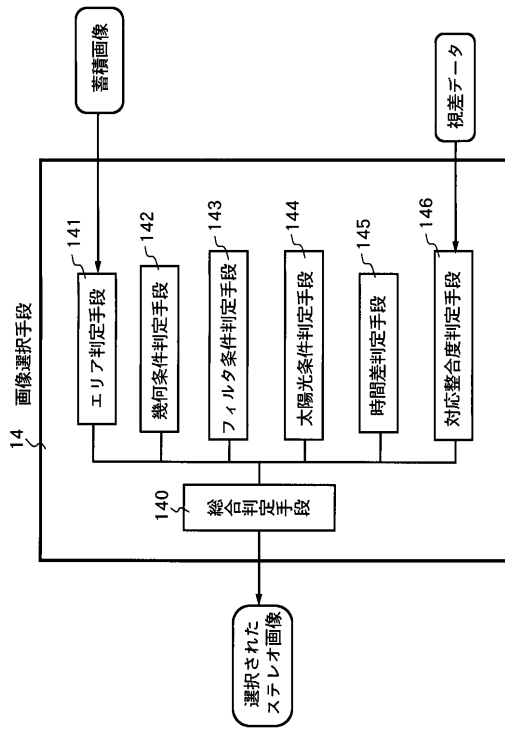 画像選択手段
14
蓄積画像
視差データ
エリア判定手段
141
幾何条件判定手段
142
フィルタ条件判定手段
143
太陽光条件判定手段
144
時間差判定手段
145
対応整合度判定手段
146
総合
判定手段
140
選択された
ステレオ画像